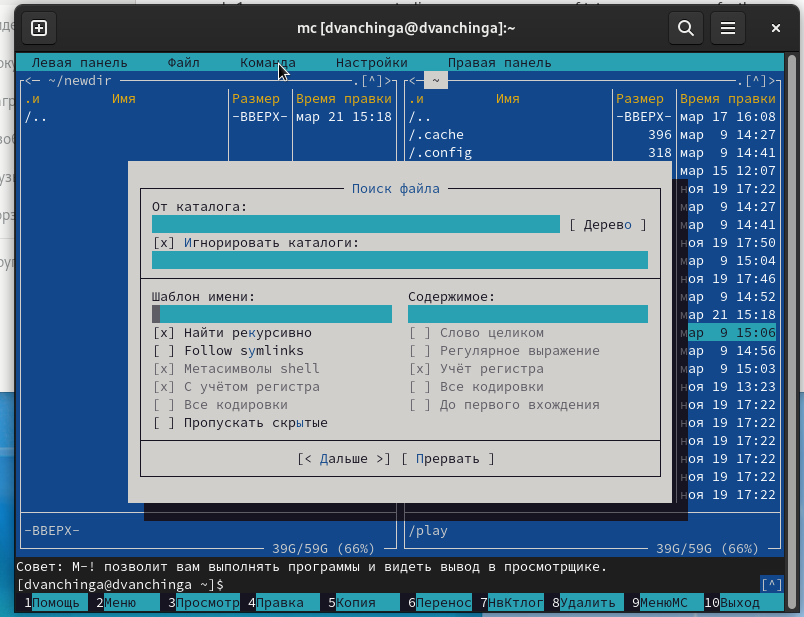 mc [dvanchinga@dvanchinga]:~
Левая панель Файл Команда Настройки Правая панель
<─ ~/newdir .[^]> <─ ~ .[^]>
.и Имя Размер Время правки .и Имя Размер Время правки
/.. -ВВЕРХ- мар 21 15:18 /.. -ВВЕРХ- мар 17 16:08
/.cache 396 мар 9 14:27
/.config 318 мар 9 14:41
мар 15 12:07
Поиск файла ноя 19 17:22
От каталога: мар 9 14:27
[ Дерево ] мар 9 14:41
[x] Игнорировать каталоги: ноя 19 17:50
мар 9 15:04
ноя 19 17:46
Шаблон имени: Содержимое: мар 9 14:52
мар 21 15:18
[x] Найти рекурсивно [ ] Слово целиком мар 9 15:06
[ ] Follow symlinks [ ] Регулярное выражение мар 9 14:56
[x] Метасимволы shell [x] Учёт регистра мар 9 15:03
[x] С учётом регистра [ ] Все кодировки ноя 19 13:23
[ ] Все кодировки [ ] До первого вхождения ноя 19 17:22
[ ] Пропускать скрытые ноя 19 17:22
ноя 19 17:22
[< Дальше >] [ Прервать ] ноя 19 17:22
ноя 19 17:22
ноя 19 17:22
-ВВЕРХ- /play
39G/59G (66%) 39G/59G (66%)
Совет: M-! позволит вам выполнять программы и видеть вывод в просмотрщике.
[dvanchinga@dvanchinga ~]$ [^]
1Помощь 2Меню 3Просмотр 4Правка 5Копия 6Перенос 7НвКтлог 8Удалить 9МенюМС 10Выход